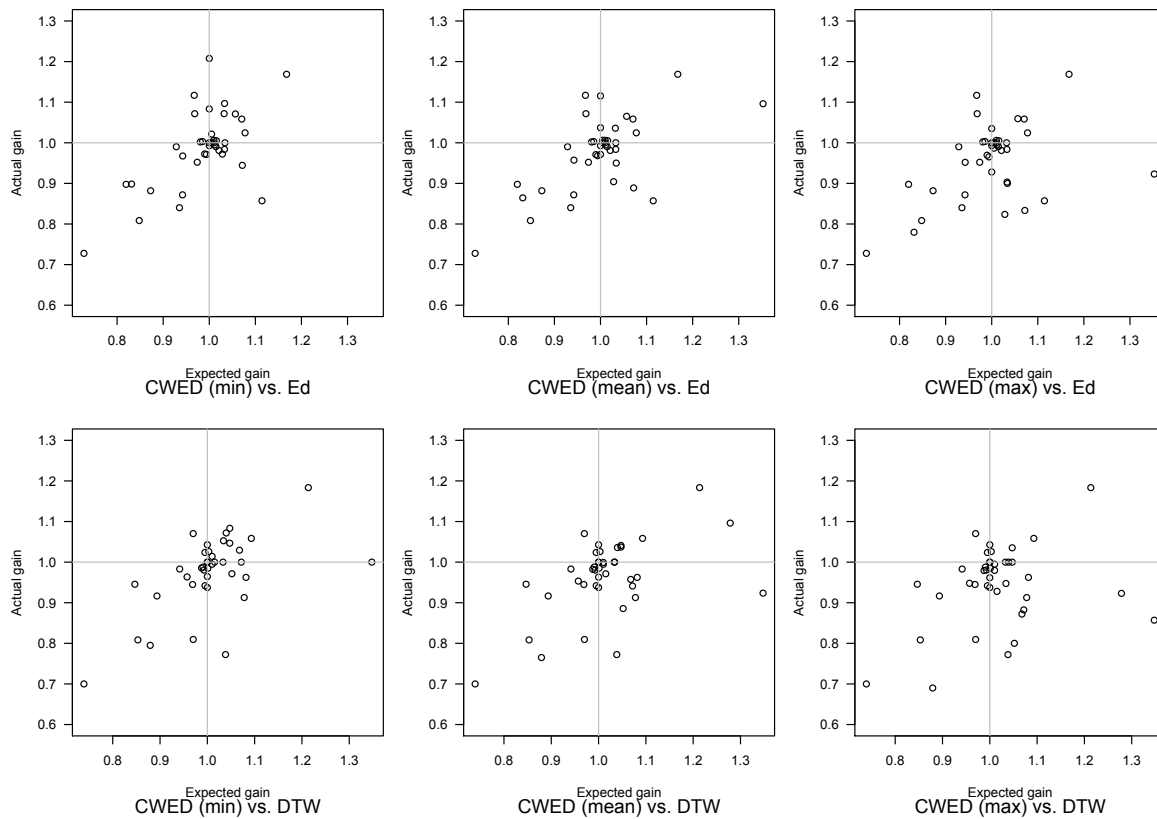 1.3
1.2
1.1
1.0
0.9
0.8
0.7
0.6
Actual gain
0.8 0.9 1.0 1.1 1.2 1.3
Expected gain
CWED (min) vs. Ed
1.3
1.2
1.1
1.0
0.9
0.8
0.7
0.6
Actual gain
0.8 0.9 1.0 1.1 1.2 1.3
Expected gain
CWED (mean) vs. Ed
1.3
1.2
1.1
1.0
0.9
0.8
0.7
0.6
Actual gain
0.8 0.9 1.0 1.1 1.2 1.3
Expected gain
CWED (max) vs. Ed
1.3
1.2
1.1
1.0
0.9
0.8
0.7
0.6
Actual gain
0.8 0.9 1.0 1.1 1.2 1.3
Expected gain
CWED (min) vs. DTW
1.3
1.2
1.1
1.0
0.9
0.8
0.7
0.6
Actual gain
0.8 0.9 1.0 1.1 1.2 1.3
Expected gain
CWED (mean) vs. DTW
1.3
1.2
1.1
1.0
0.9
0.8
0.7
0.6
Actual gain
0.8 0.9 1.0 1.1 1.2 1.3
Expected gain
CWED (max) vs. DTW